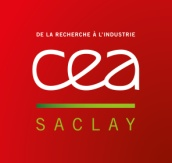 DE LA RECHERCHE À L'INDUSTRIE
cea
SACLAY